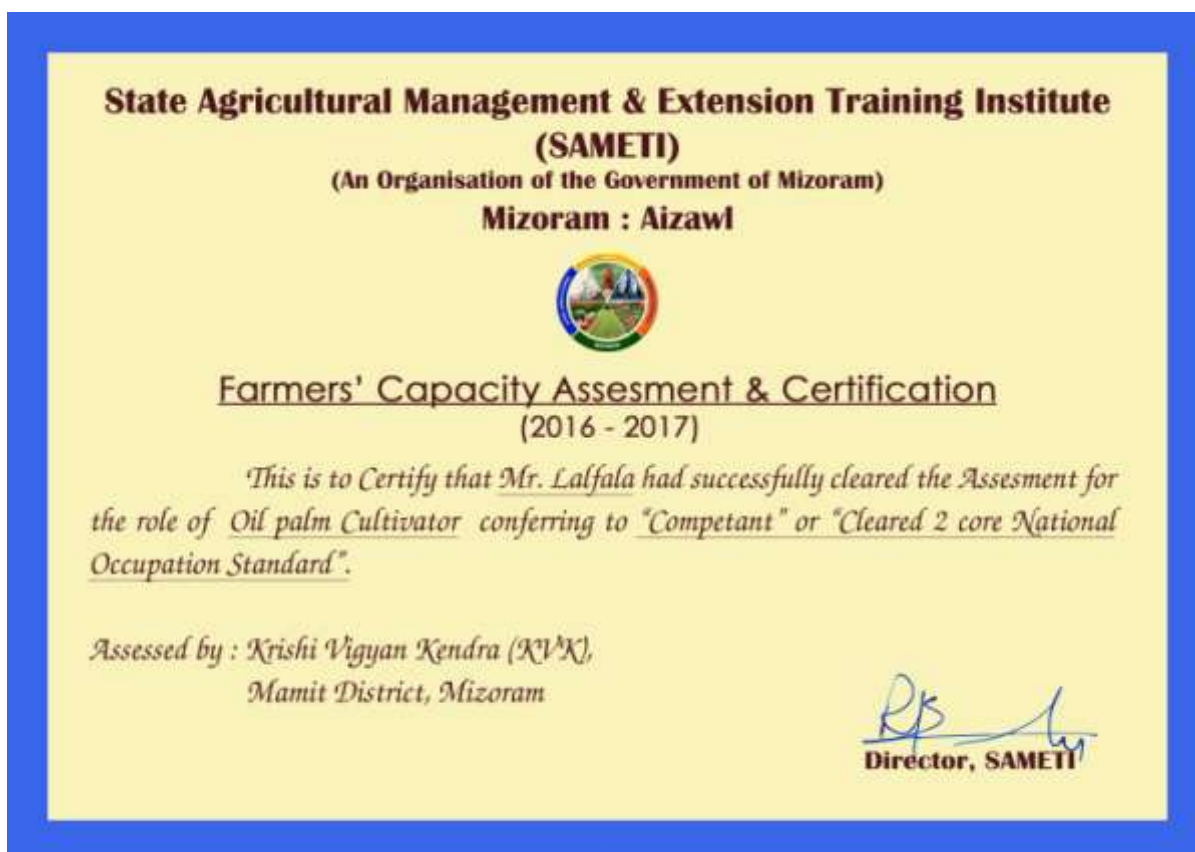 State Agricultural Management & Extension Training Institute
(SAMETI)
(An Organisation of the Government of Mizoram)
Mizoram : Aizawl
Farmers' Capacity Assesment & Certification
(2016 - 2017)
This is to Certify that Mr. Lalfala had successfully cleared the Assesment for
the role of Oil palm Cultivator conferring to "Competant" or "Cleared 2 core National
Occupation Standard".
Assessed by : Krishi Vigyan Kendra (KVK),
Mamit District, Mizoram
Director, SAMETI